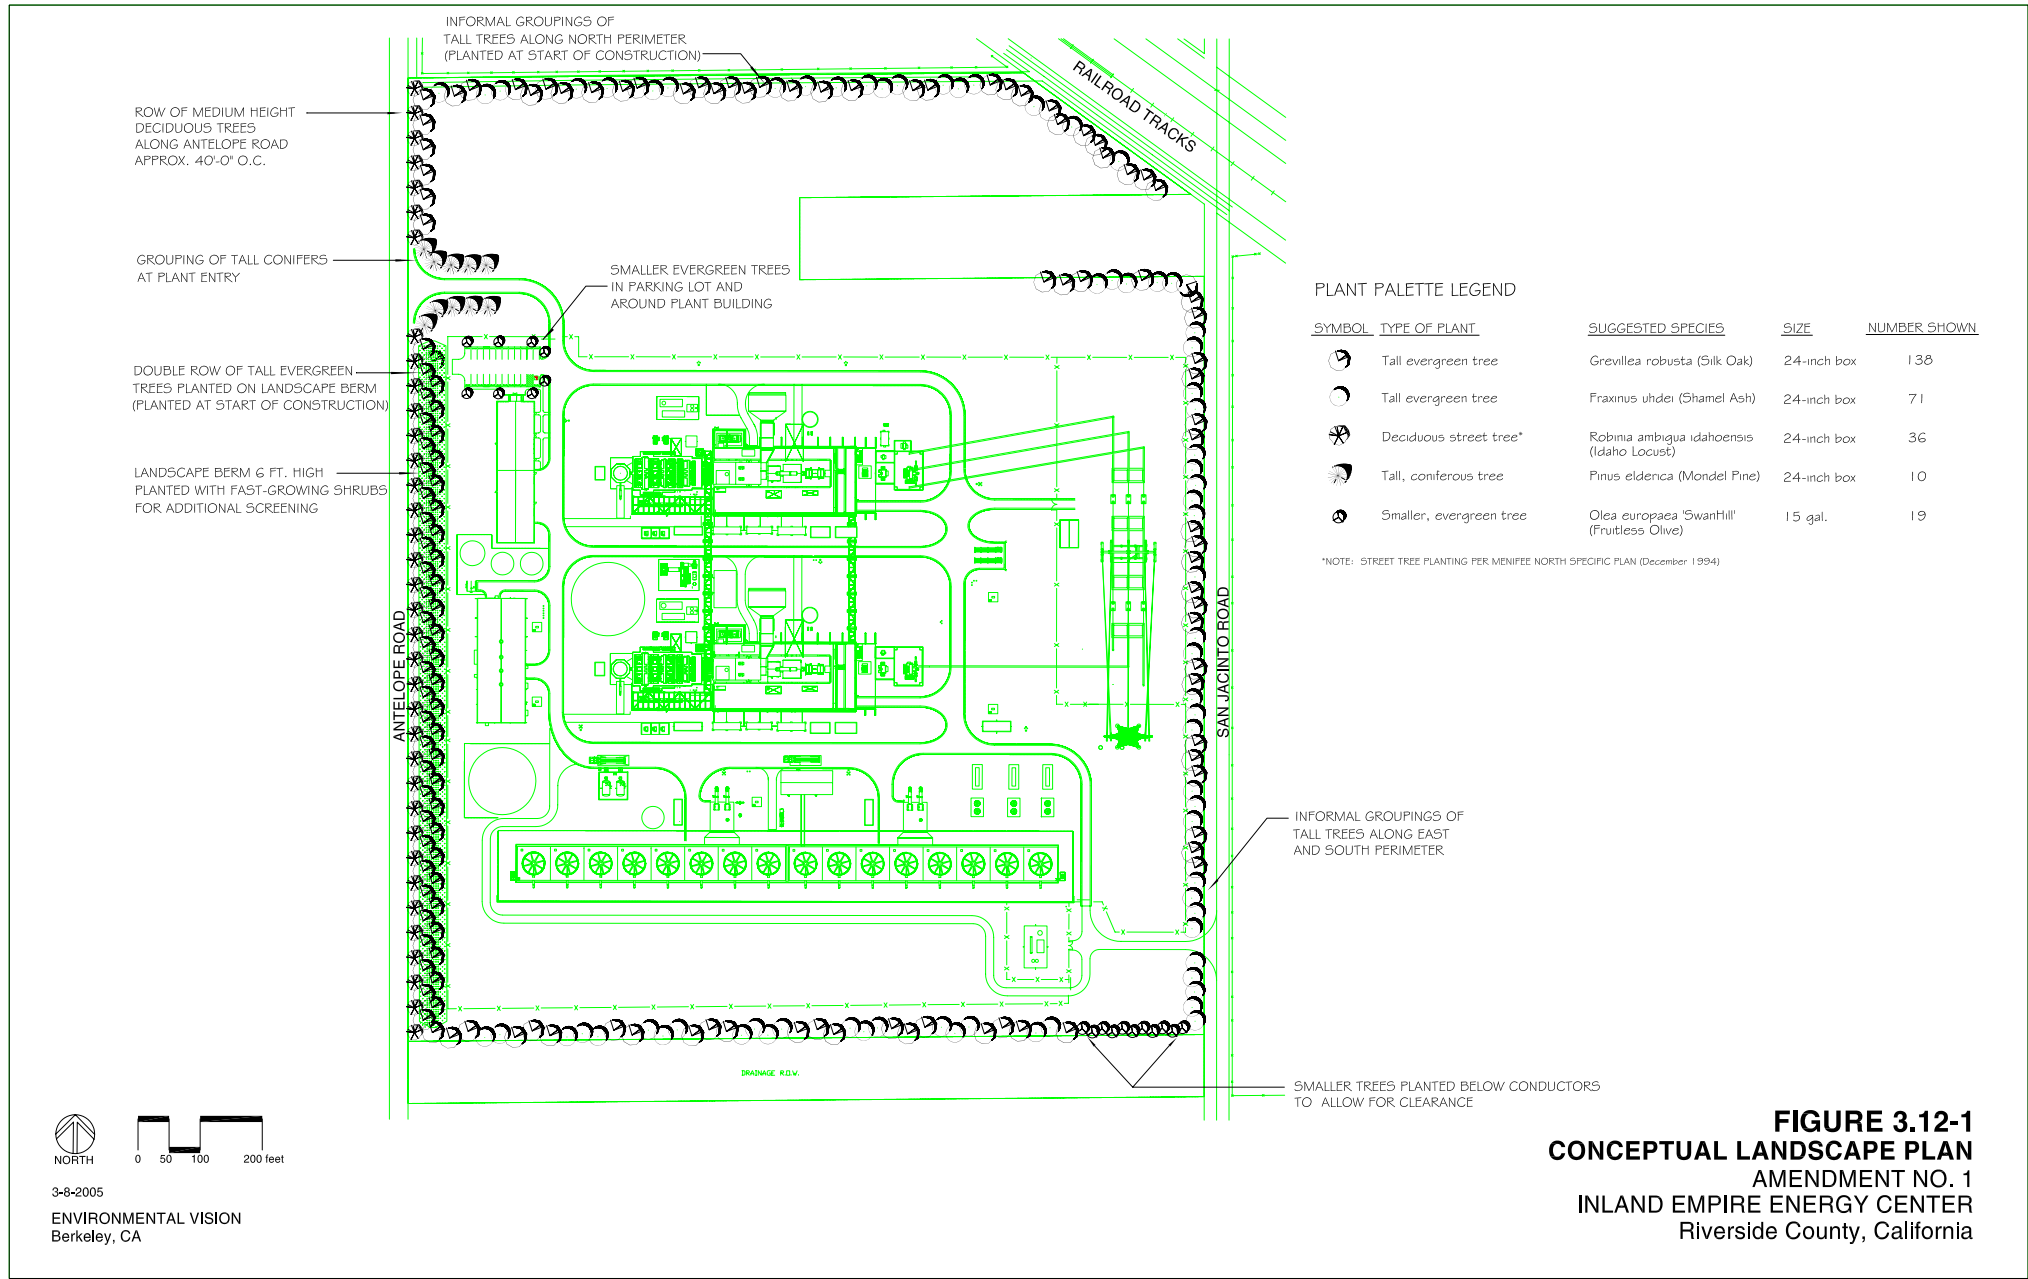 INFORMAL GROUPINGS OF
TALL TREES ALONG NORTH PERIMETER
(PLANTED AT START OF CONSTRUCTION)
RAILROAD TRACKS
ROW OF MEDIUM HEIGHT
DECIDUOUS TREES
ALONG ANTELOPE ROAD
APPROX. 40'-0" O.C.
GROUPING OF TALL CONIFERS
AT PLANT ENTRY
SMALLER EVERGREEN TREES
IN PARKING LOT AND
AROUND PLANT BUILDING
DOUBLE ROW OF TALL EVERGREEN
TREES PLANTED ON LANDSCAPE BERM
(PLANTED AT START OF CONSTRUCTION)
LANDSCAPE BERM 6 FT. HIGH
PLANTED WITH FAST-GROWING SHRUBS
FOR ADDITIONAL SCREENING
ANTELOPE ROAD
SAN JACINTO ROAD
PLANT PALETTE LEGEND
SYMBOL TYPE OF PLANT SUGGESTED SPECIES SIZE NUMBER SHOWN
Tall evergreen tree Grevillea robusta (Silk Oak) 24-inch box 138
Tall evergreen tree Fraxinus uhdei (Shamel Ash) 24-inch box 71
Deciduous street tree* Robinia ambigua idahoensis 24-inch box 36
(Idaho Locust)
Tall, coniferous tree Pinus elderica (Mondel Pine) 24-inch box 10
Smaller, evergreen tree Olea europaea 'SwanHill' 15 gal. 19
(Fruitless Olive)
*NOTE: STREET TREE PLANTING PER MENIFEE NORTH SPECIFIC PLAN (December 1994)
INFORMAL GROUPINGS OF
TALL TREES ALONG EAST
AND SOUTH PERIMETER
DRAINAGE R.O.W.
SMALLER TREES PLANTED BELOW CONDUCTORS
TO ALLOW FOR CLEARANCE
NORTH
0 50 100 200 feet
3-8-2005
ENVIRONMENTAL VISION
Berkeley, CA
FIGURE 3.12-1
CONCEPTUAL LANDSCAPE PLAN
AMENDMENT NO. 1
INLAND EMPIRE ENERGY CENTER
Riverside County, California